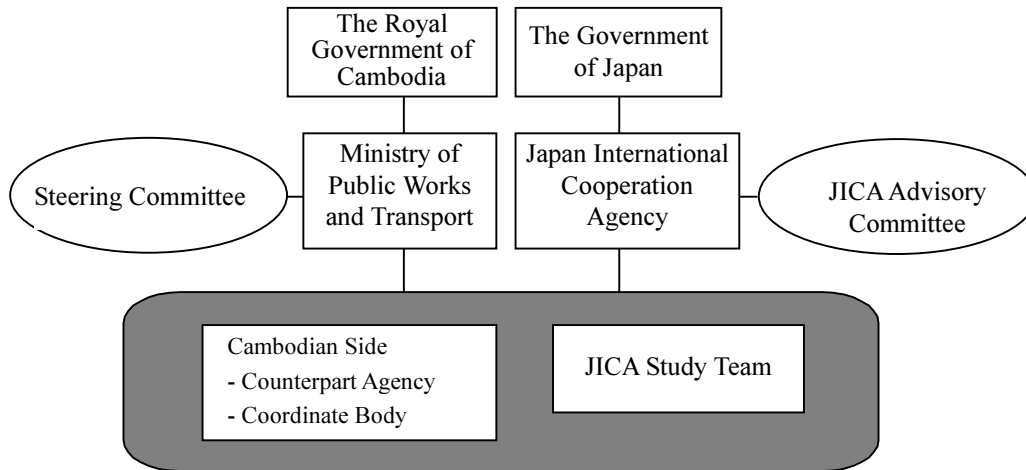 The Royal
Government of
Cambodia
The Government
of Japan
Steering Committee
Ministry of
Public Works
and Transport
Japan International
Cooperation
Agency
JICA Advisory
Committee
Cambodian Side
- Counterpart Agency
- Coordinate Body
JICA Study Team